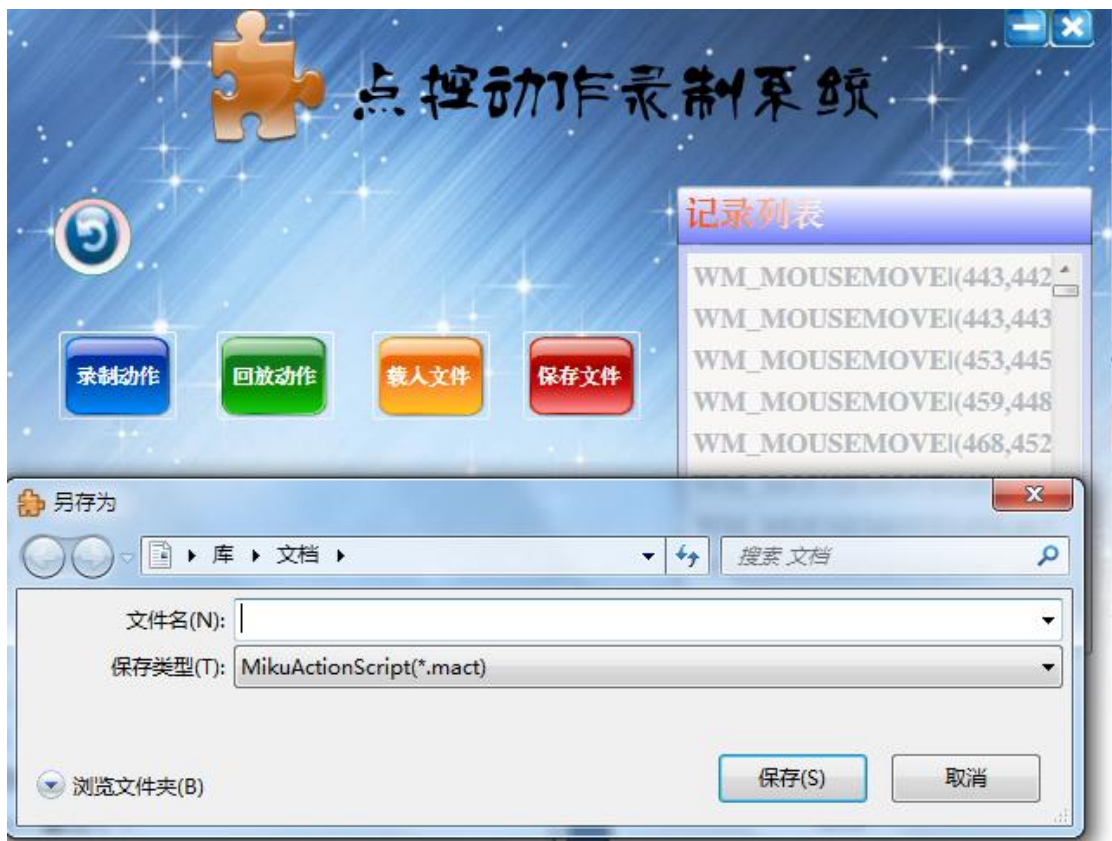 点控动作录制系统
记录列表
WM_MOUSEMOVE|(443,442
WM_MOUSEMOVE|(443,443
WM_MOUSEMOVE|(453,445
WM_MOUSEMOVE|(459,448
WM_MOUSEMOVE|(468,452
录制动作
回放动作
载人文件
保存文件
另存为
库
文档
搜索 文档
文件名(N):
保存类型(T): MikuActionScript(*.mact)
浏览文件夹(B)
保存(S)
取消